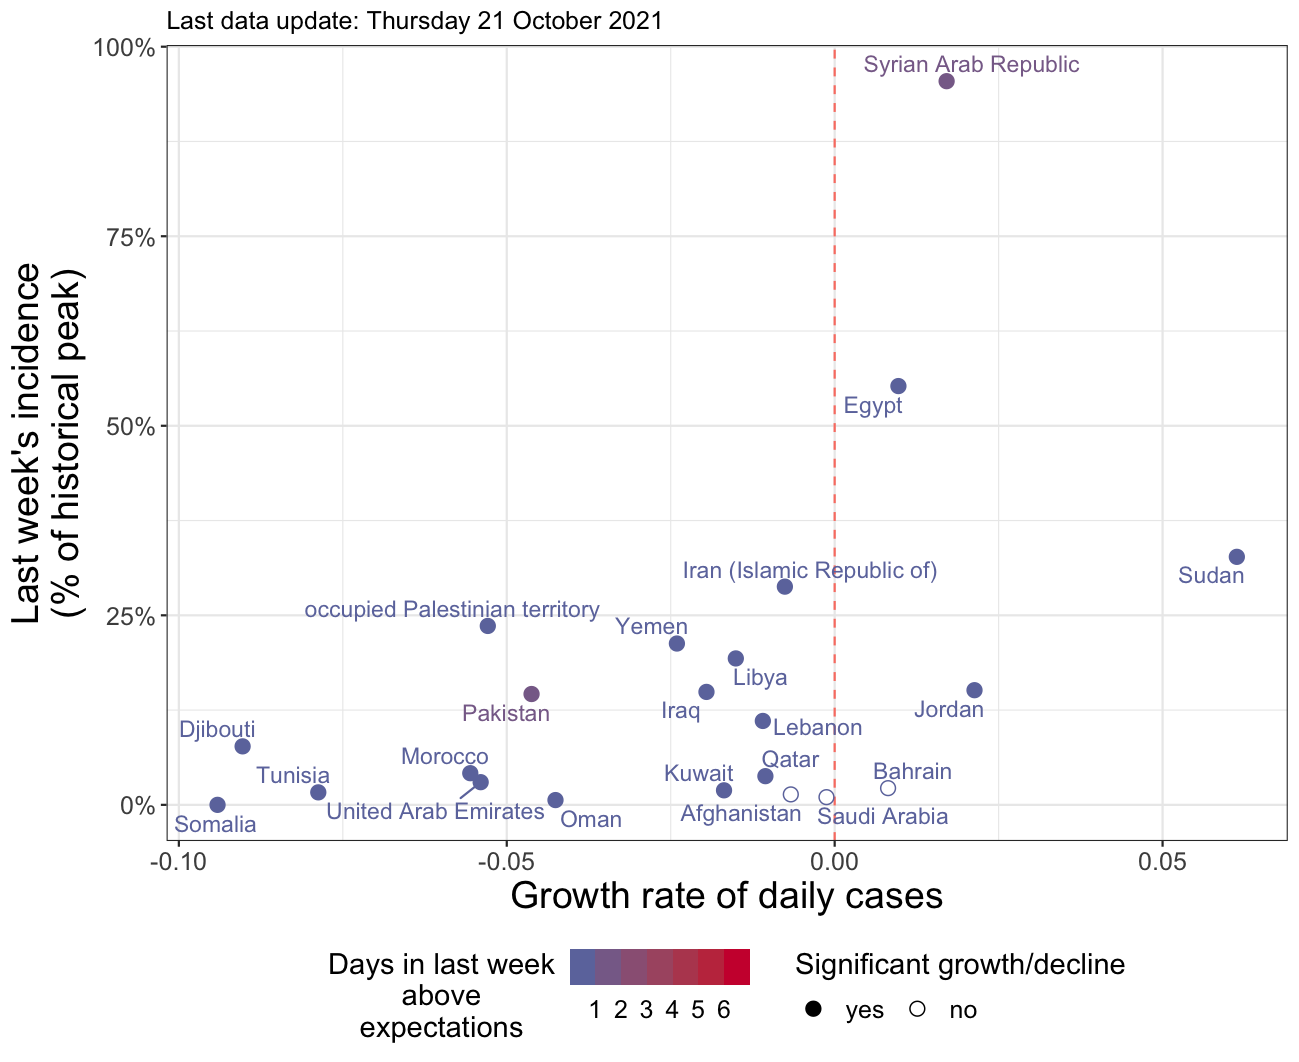 Last data update: Thursday 21 October 2021
100%
75%
50%
25%
0%
Last week's incidence
(% of historical peak)
Syrian Arab Republic
Egypt
Sudan
Iran (Islamic Republic of)
occupied Palestinian territory
Yemen
Libya
Iraq
Pakistan
Jordan
Lebanon
Djibouti
Morocco
Qatar
Kuwait
Bahrain
Tunisia
United Arab Emirates
Afghanistan
Saudi Arabia
Oman
Somalia
-0.10
-0.05
0.00
0.05
Growth rate of daily cases
Days in last week
above
expectations
1 2 3 4 5 6
Significant growth/decline
yes
no